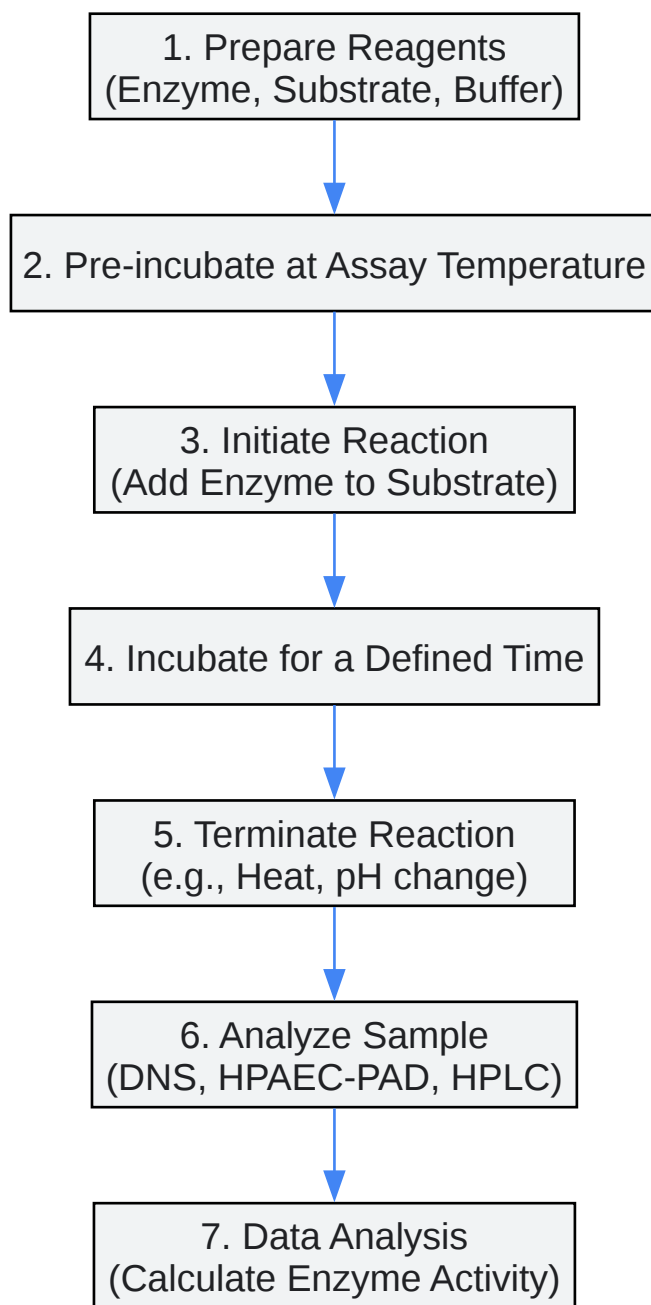 1. Prepare Reagents
(Enzyme, Substrate, Buffer)
2. Pre-incubate at Assay Temperature
3. Initiate Reaction
(Add Enzyme to Substrate)
4. Incubate for a Defined Time
5. Terminate Reaction
(e.g., Heat, pH change)
6. Analyze Sample
(DNS, HPAEC-PAD, HPLC)
7. Data Analysis
(Calculate Enzyme Activity)